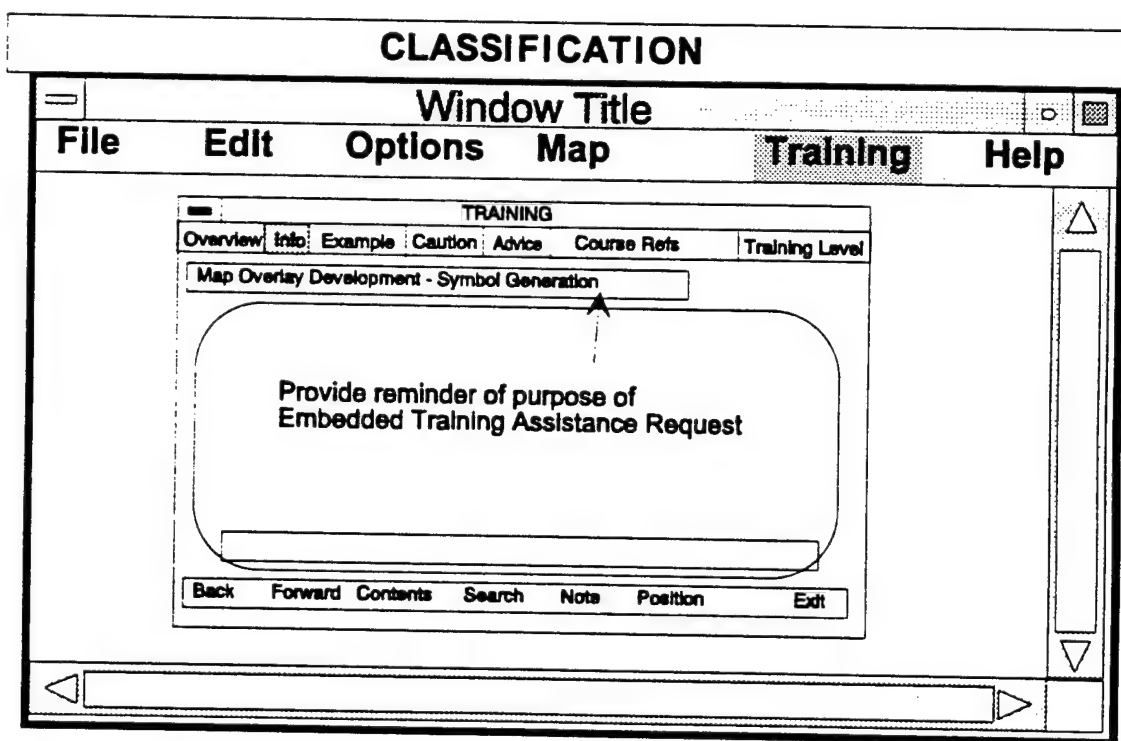 CLASSIFICATION
Window Title
File Edit Options Map Training Help
TRAINING
Overview Info Example Caution Advice Course Refs Training Level
Map Overlay Development - Symbol Generation
Provide reminder of purpose of
Embedded Training Assistance Request
Back Forward Contents Search Note Position Exit